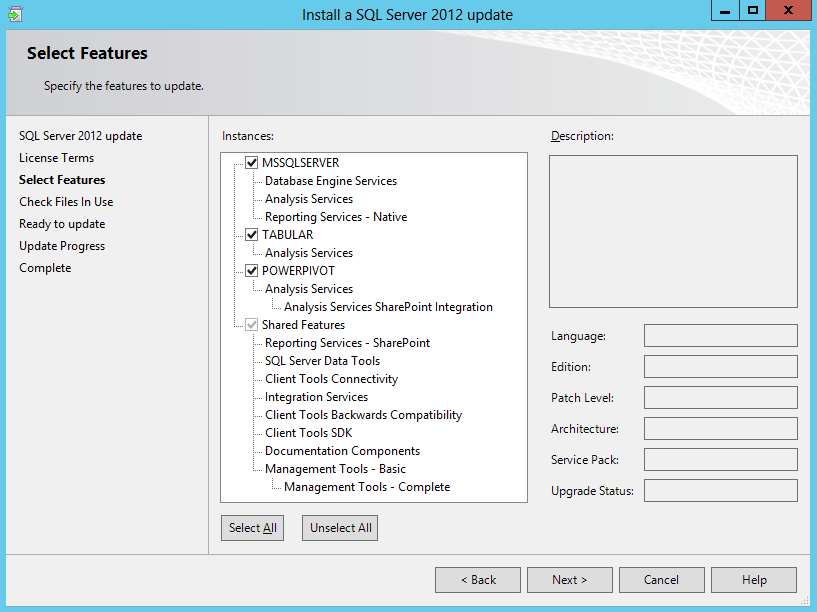 Install a SQL Server 2012 update
Select Features
Specify the features to update.
SQL Server 2012 update
License Terms
Select Features
Check Files In Use
Ready to update
Update Progress
Complete
Instances:
MSSQLSERVER
Database Engine Services
Analysis Services
Reporting Services - Native
TABULAR
Analysis Services
POWERPIVOT
Analysis Services
Analysis Services SharePoint Integration
Shared Features
Reporting Services - SharePoint
SQL Server Data Tools
Client Tools Connectivity
Integration Services
Client Tools Backwards Compatibility
Client Tools SDK
Documentation Components
Management Tools - Basic
Management Tools - Complete
Select All
Unselect All
Description:
Language:
Edition:
Patch Level:
Architecture:
Service Pack:
Upgrade Status:
< Back
Next >
Cancel
Help